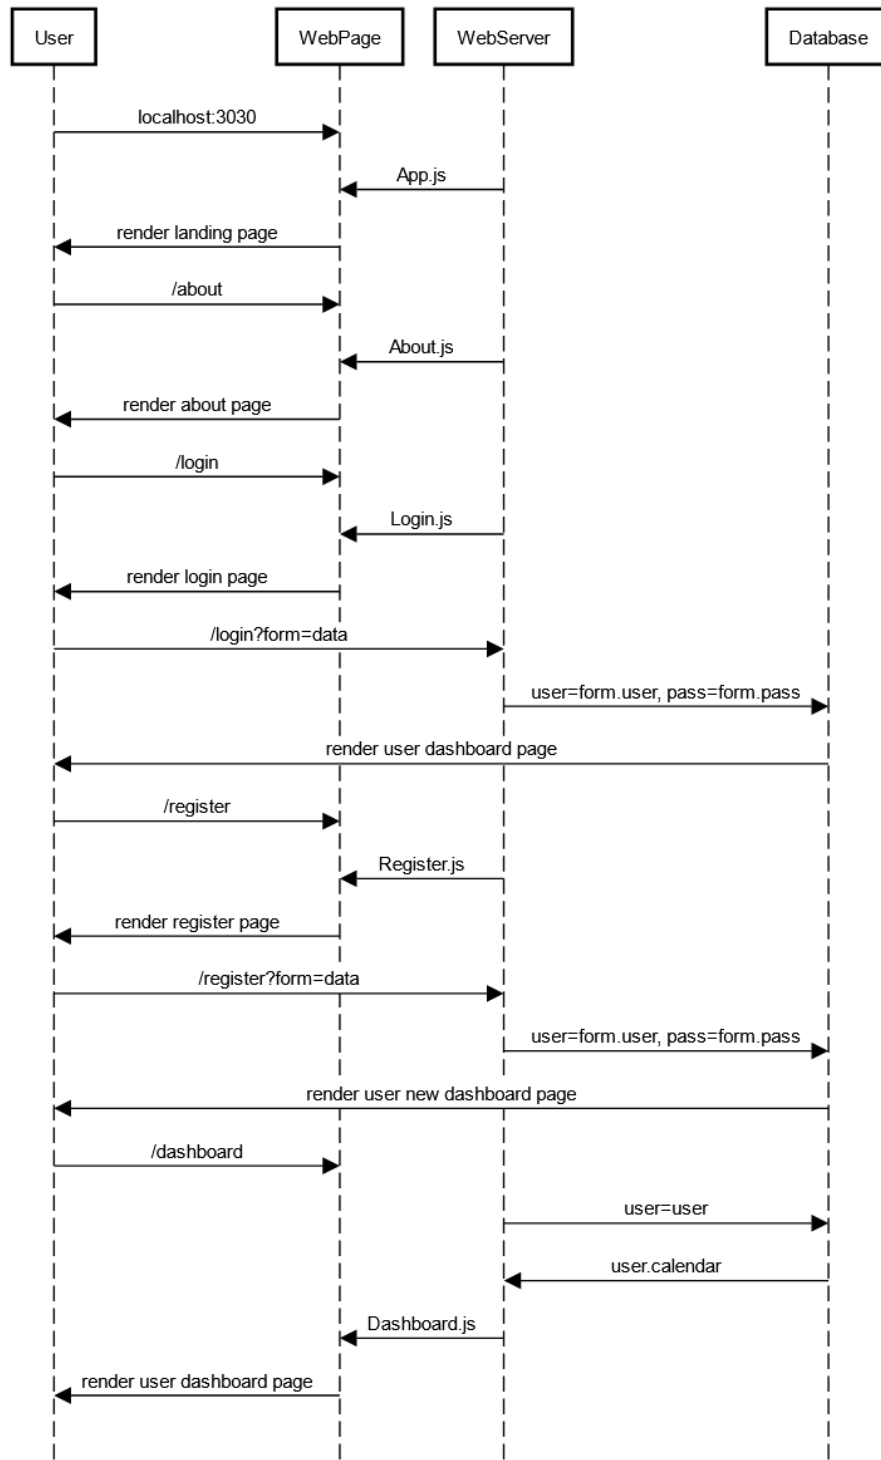 User
WebPage
WebServer
Database
localhost:3030
App.js
render landing page
/about
About.js
render about page
/login
Login.js
render login page
/login?form=data
user=form.user, pass=form.pass
render user dashboard page
/register
Register.js
render register page
/register?form=data
user=form.user, pass=form.pass
render user new dashboard page
/dashboard
user=user
user.calendar
Dashboard.js
render user dashboard page